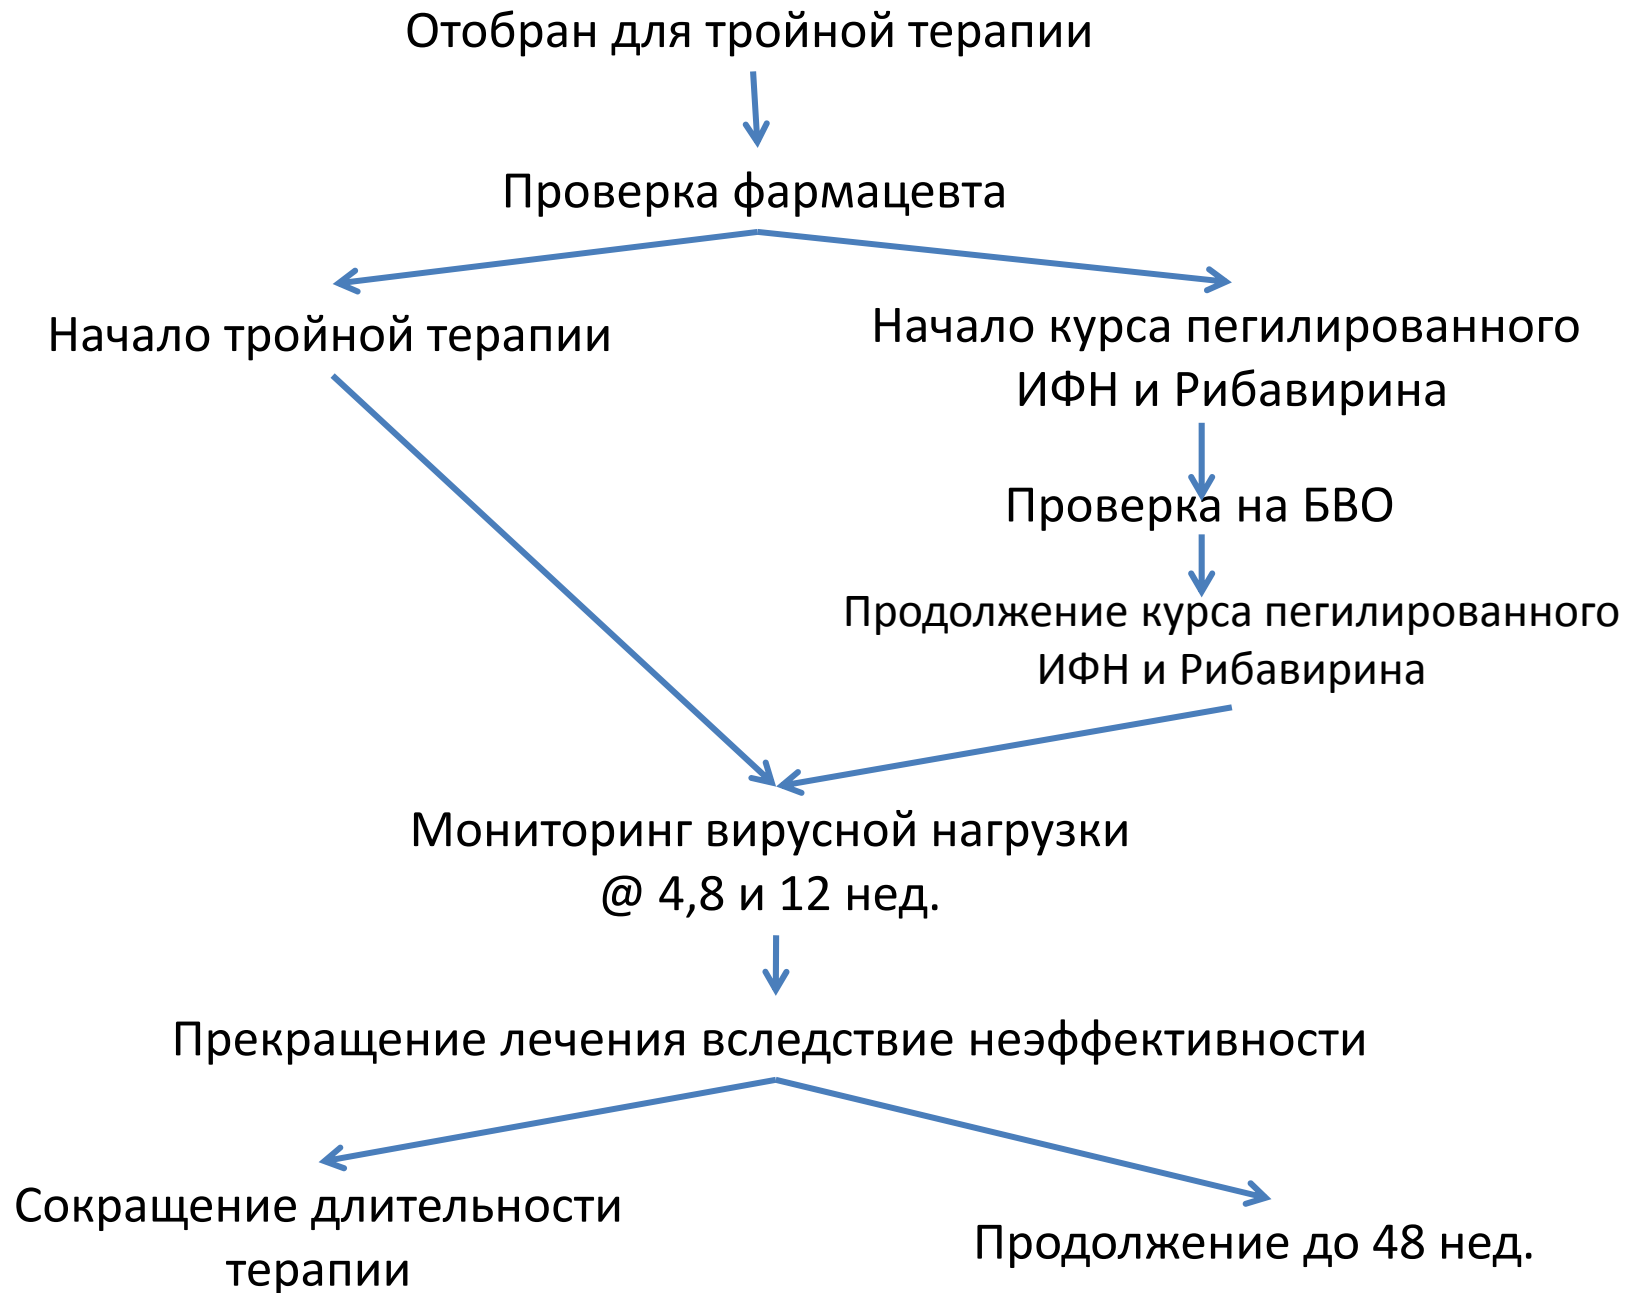 Отобран для тройной терапии
Проверка фармацевта
Начало тройной терапии
Начало курса пегилированного
ИФН и Рибавирина
Проверка на БВО
Продолжение курса пегилированного
ИФН и Рибавирина
Мониторинг вирусной нагрузки
@ 4,8 и 12 нед.
Прекращение лечения вследствие неэффективности
Сокращение длительности
терапии
Продолжение до 48 нед.